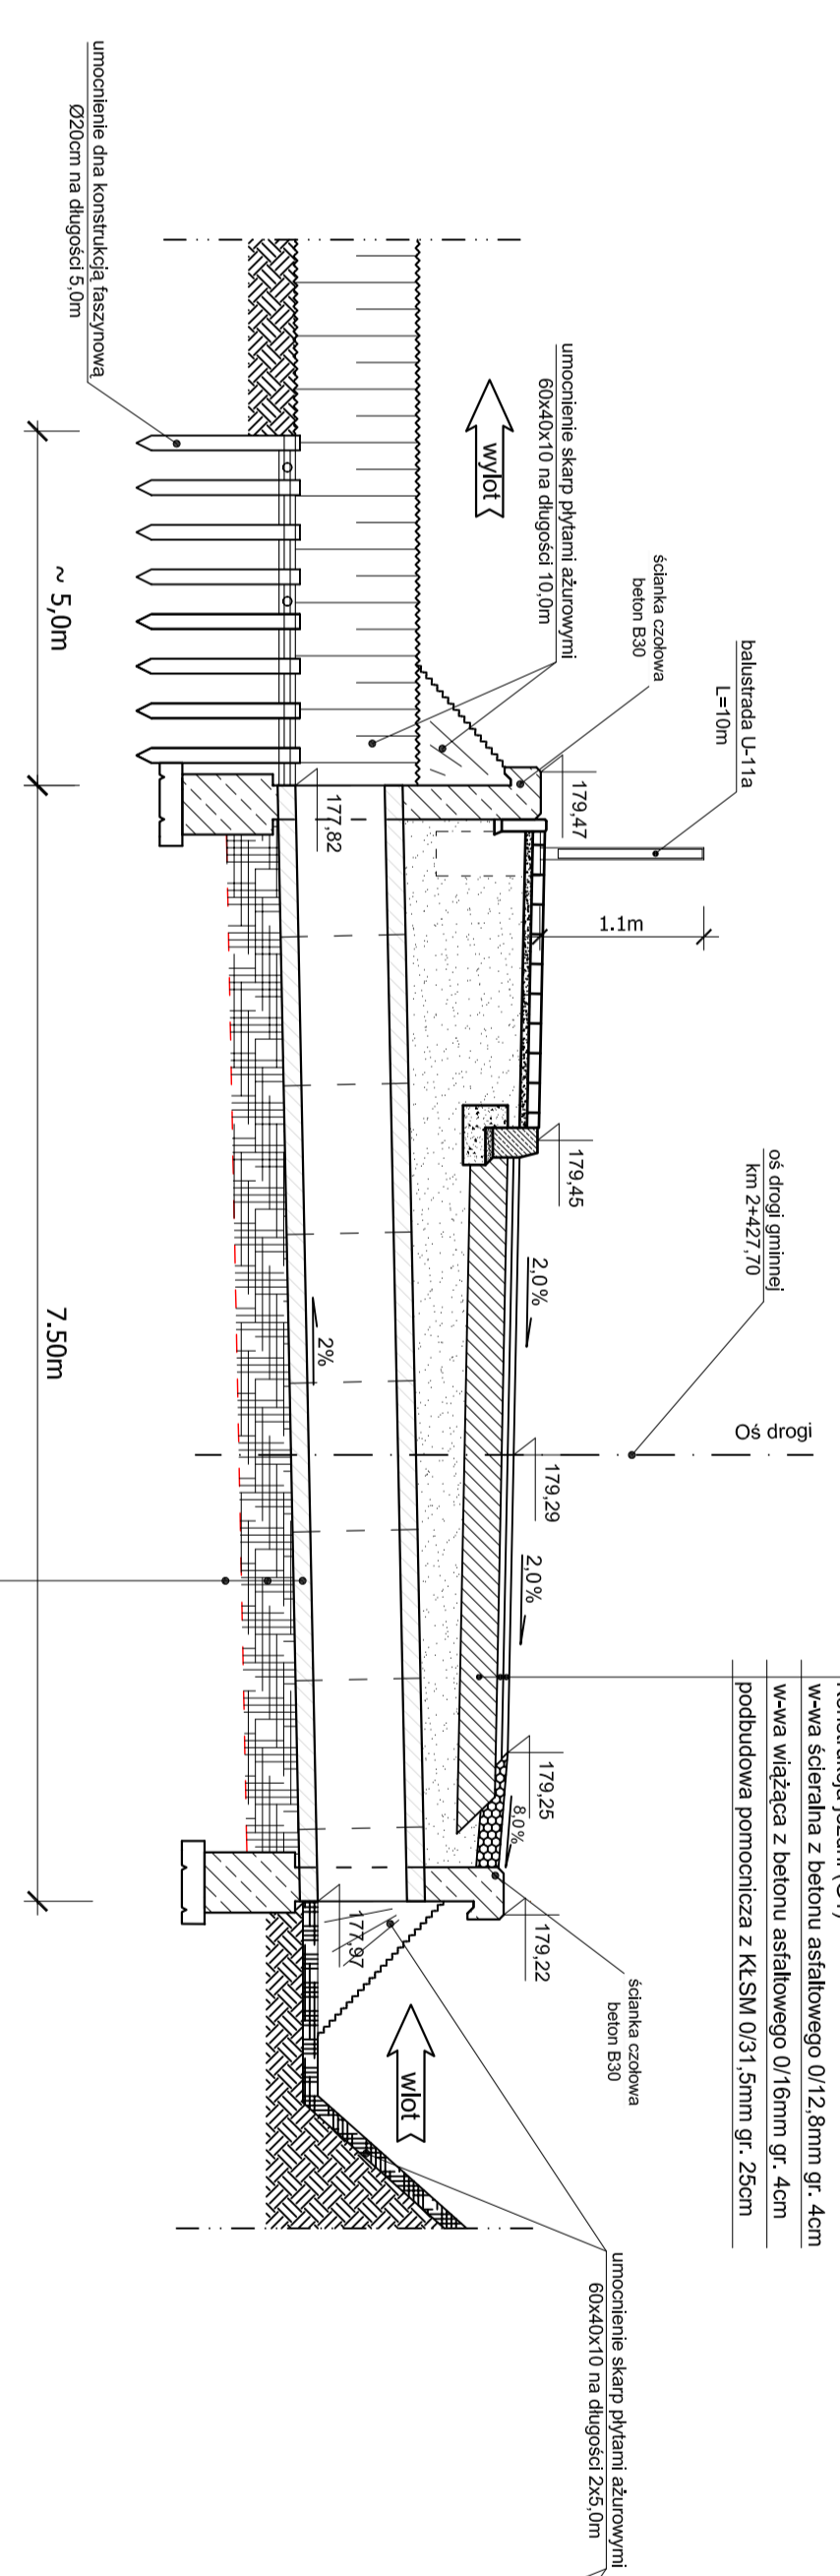 umocnienie dna konstrukcją faszynową
Ø20cm na długości 5,0m
~ 5,0m
7.50m
wylot
umocnienie skarp płytami ażurowymi
60x40x10 na długości 10,0m
ścianka czołowa
beton B30
balustrada U-11a
L=10m
179,47
177,82
1.1m
179,45
2,0%
oś drogi gminnej
km 2+427,70
Oś drogi
179,29
2%
2,0%
w-wa ścieralna z betonu asfaltowego 0/12,8mm gr. 4cm
w-wa wiążąca z betonu asfaltowego 0/16mm gr. 4cm
podbudowa pomocnicza z KŁSM 0/31,5mm gr. 25cm
179,25
8,0%
179,22
177,97
ścianka czołowa
beton B30
wlot
umocnienie skarp płytami ażurowymi
60x40x10 na długości 2x5,0m